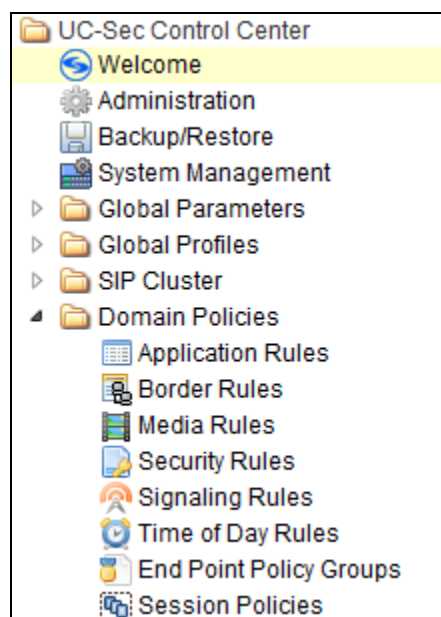 UC-Sec Control Center
Welcome
Administration
Backup/Restore
System Management
Global Parameters
Global Profiles
SIP Cluster
Domain Policies
Application Rules
Border Rules
Media Rules
Security Rules
Signaling Rules
Time of Day Rules
End Point Policy Groups
Session Policies